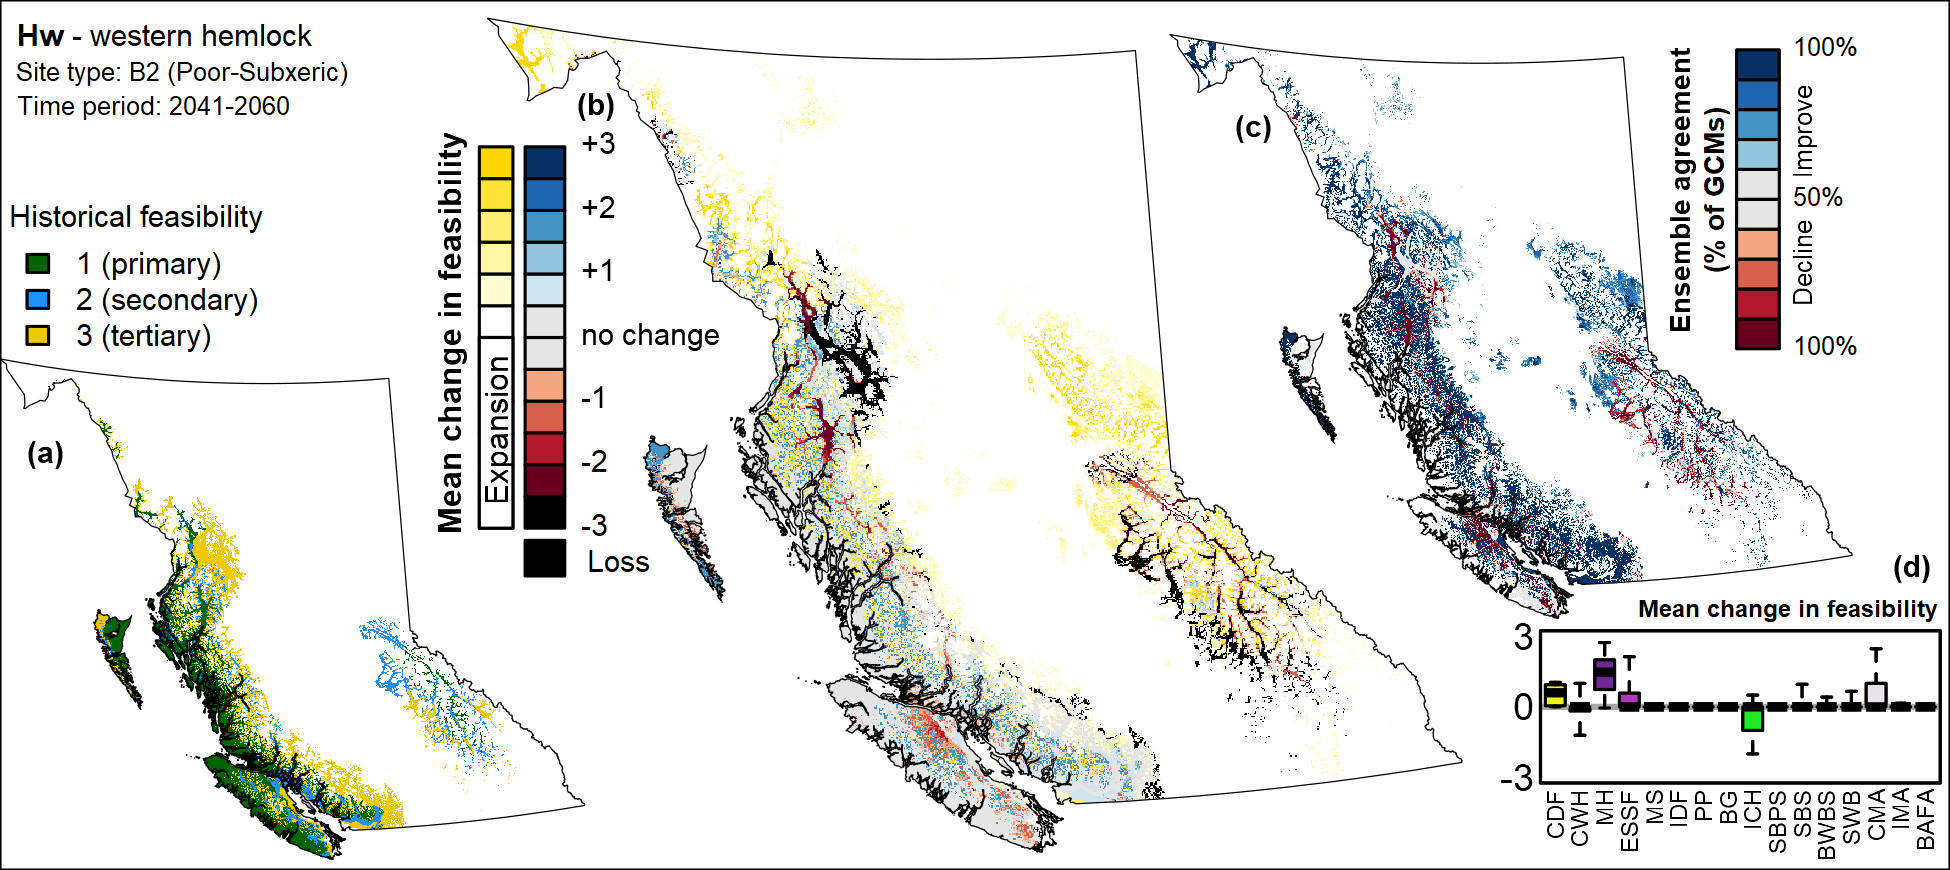 Hw - western hemlock
Site type: B2 (Poor-Subxeric)
Time period: 2041-2060
Historical feasibility
1 (primary)
2 (secondary)
3 (tertiary)
(a)
(b)
Mean change in feasibility
Expansion
+3
+2
+1
no change
-1
-2
-3
Loss
(c)
Ensemble agreement
(% of GCMs)
100%
Improve
50%
Decline
100%
(d)
Mean change in feasibility
3
0
-3
CDF
CWH
MH
ESSF
MS
IDF
PP
BG
ICH
SBPS
SBS
BWBS
SWB
CMA
IMA
BAFA